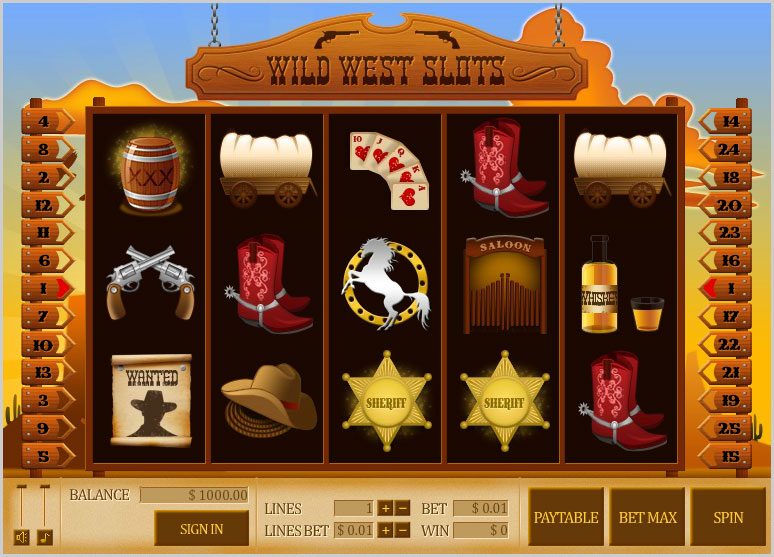 WILD WEST SLOTS
4
8
2
12
11
6
1
7
10
13
3
9
5
XXX
10 J Q K A
SALOON
WHISKEY
WANTED
SHERIFF
SHERIFF
14
24
18
20
23
16
1
17
22
21
19
25
15
BALANCE $ 1000.00
SIGN IN
LINES 1 + −
LINES BET $ 0.01 + −
BET $ 0.01
WIN $ 0
PAYTABLE
BET MAX
SPIN